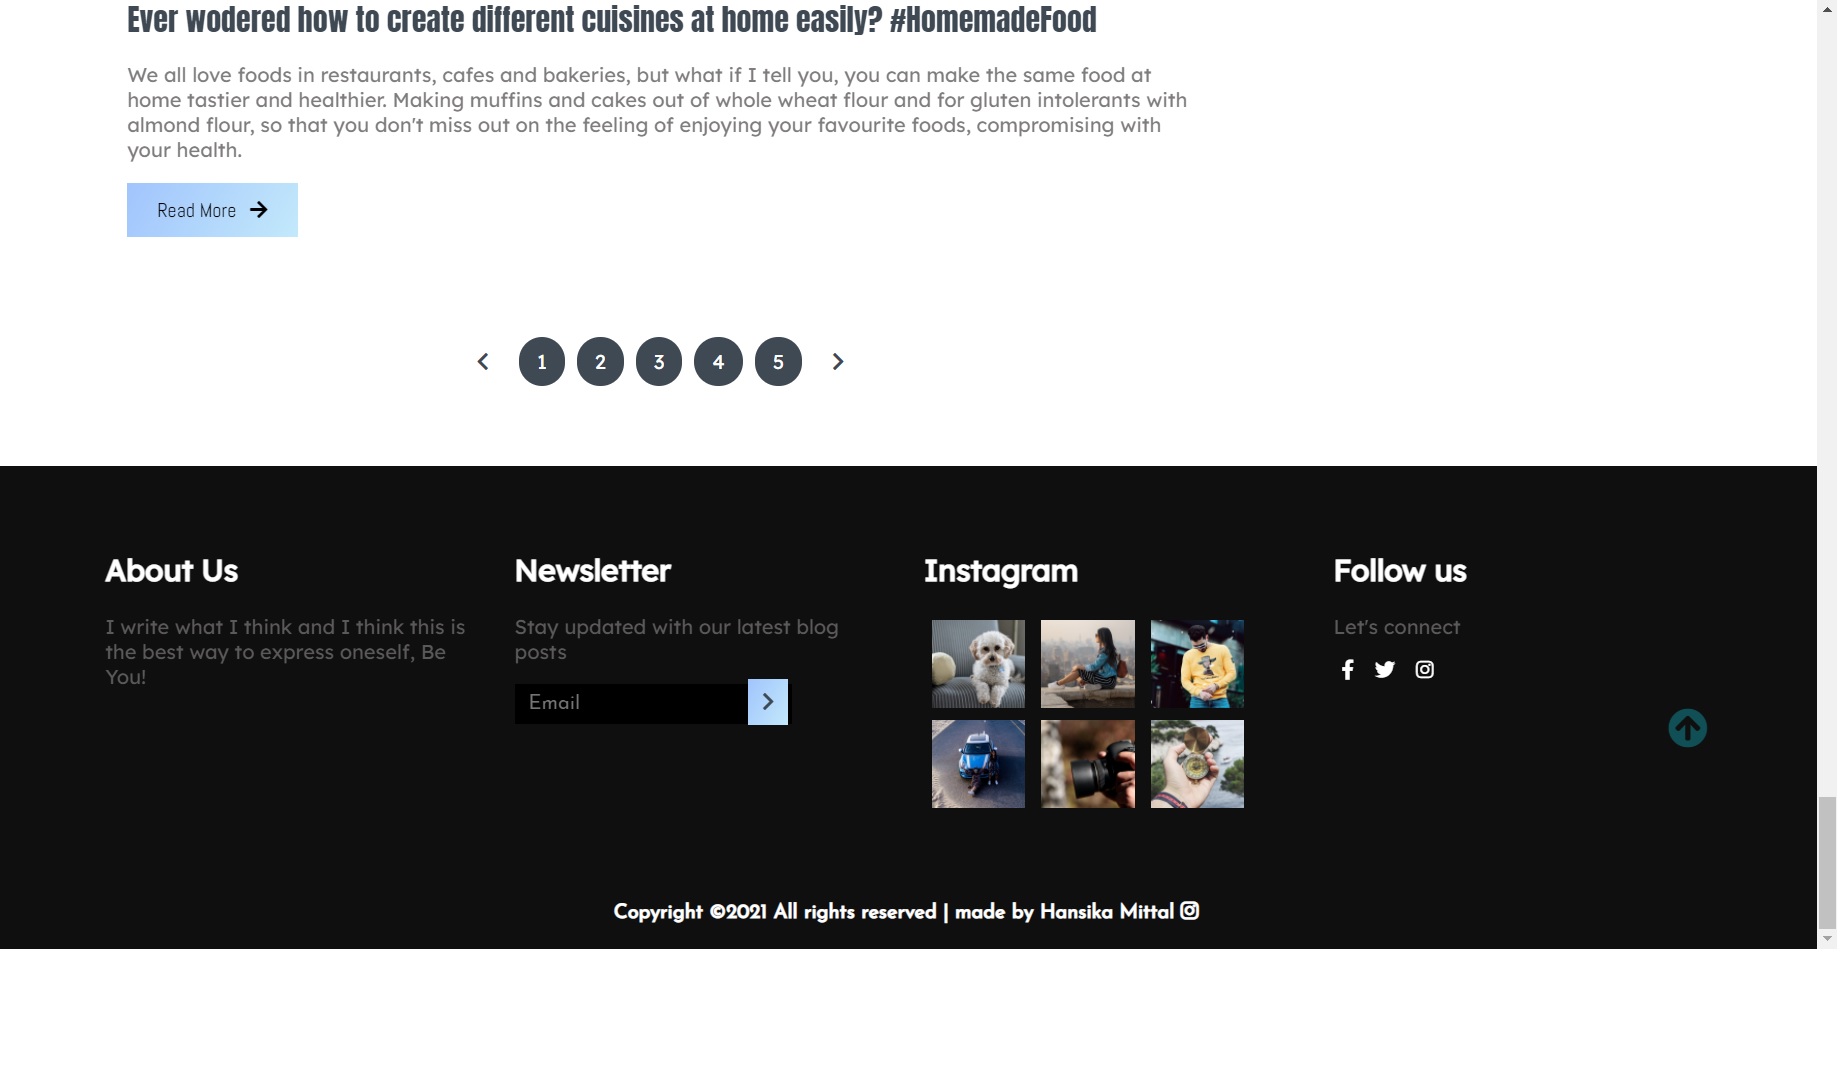 Ever wodered how to create different cuisines at home easily? #HomemadeFood
We all love foods in restaurants, cafes and bakeries, but what if I tell you, you can make the same food at
home tastier and healthier. Making muffins and cakes out of whole wheat flour and for gluten intolerants with
almond flour, so that you don't miss out on the feeling of enjoying your favourite foods, compromising with
your health.
Read More
1 2 3 4 5
About Us
I write what I think and I think this is
the best way to express oneself, Be
You!
Newsletter
Stay updated with our latest blog
posts
Email
Instagram
Follow us
Let's connect
Copyright ©2021 All rights reserved | made by Hansika Mittal